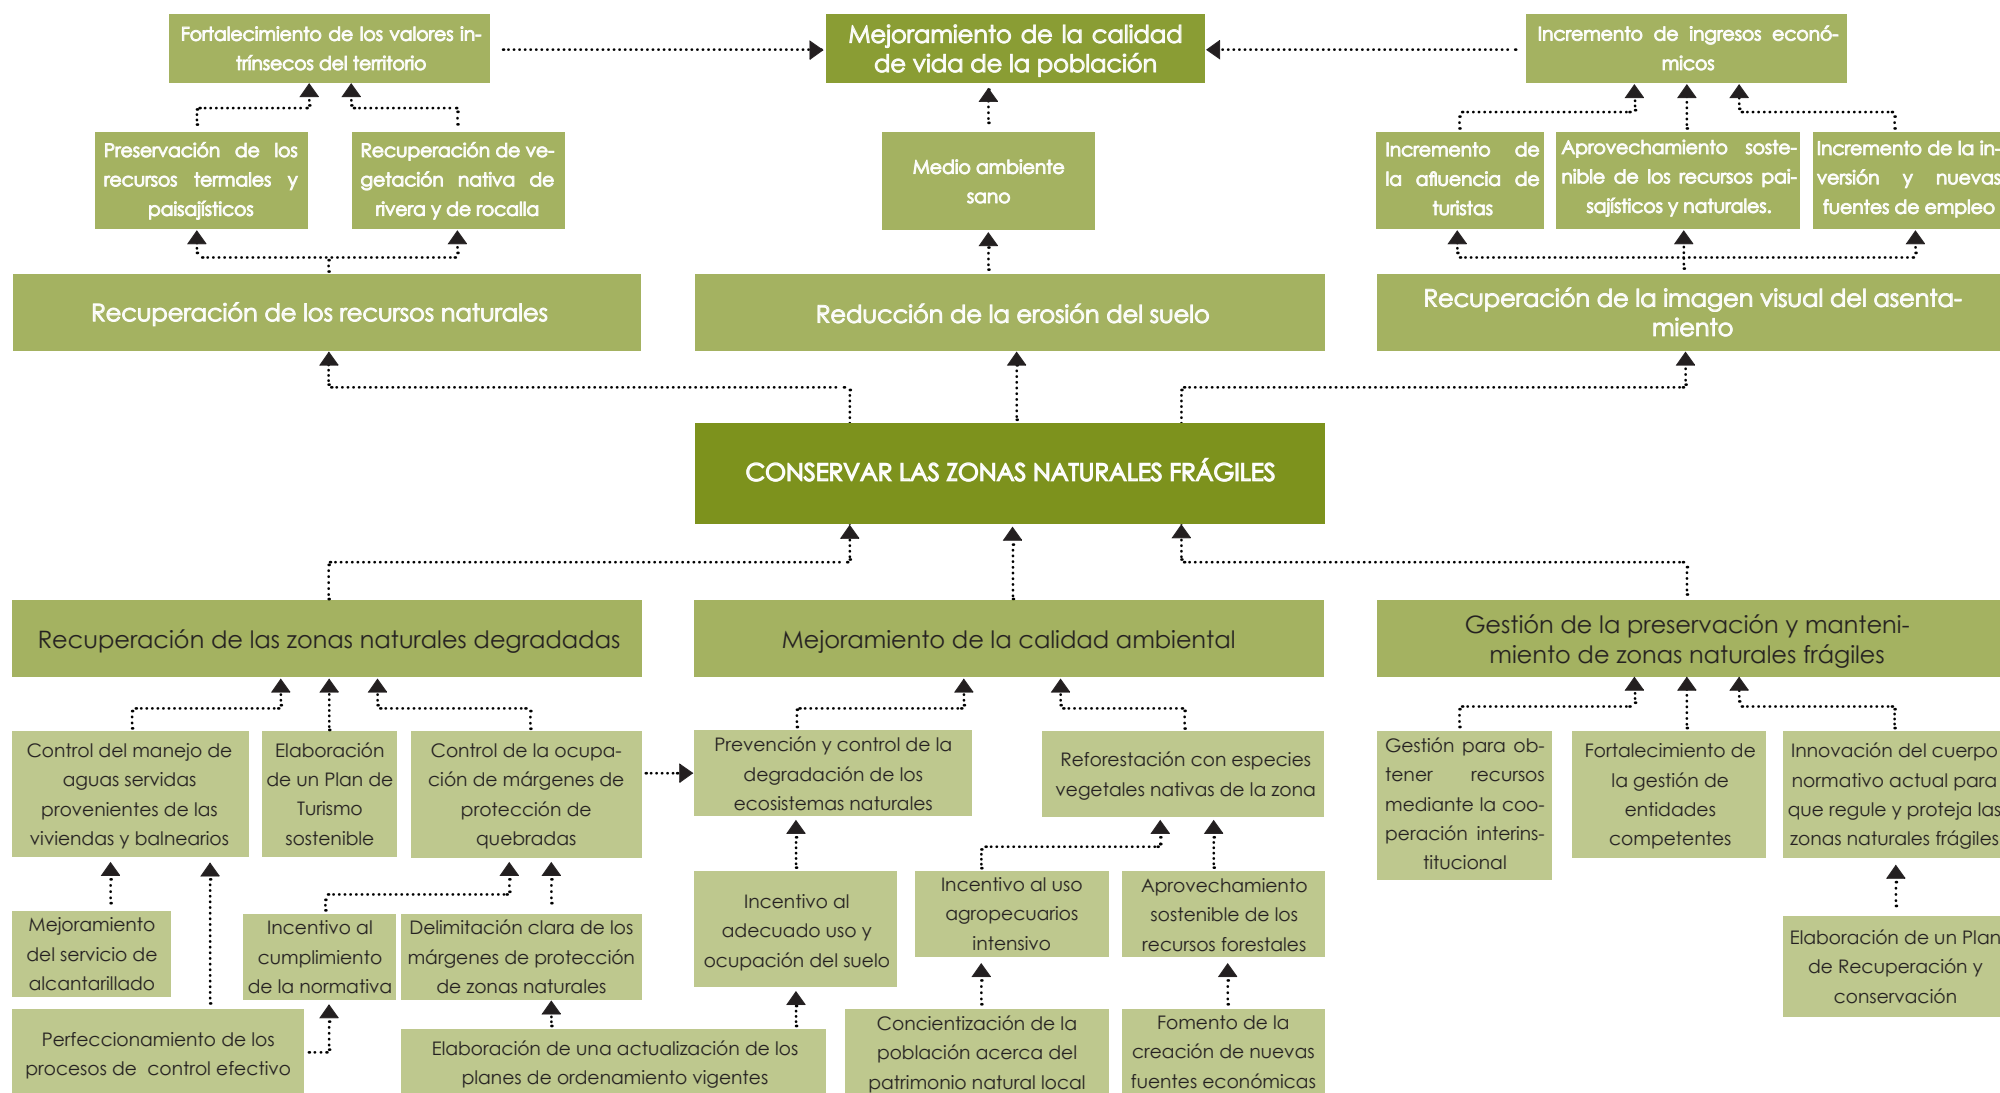 Fortalecimiento de los valores in-
trínsecos del territorio
Mejoramiento de la calidad
de vida de la población
Incremento de ingresos econó-
micos
Preservación de los
recursos termales y
paisajísticos
Recuperación de ve-
getación nativa de
rivera y de rocalla
Medio ambiente
sano
Incremento de
la afluencia de
turistas
Aprovechamiento soste-
nible de los recursos pai-
sajísticos y naturales.
Incremento de la in-
versión y nuevas
fuentes de empleo
Recuperación de los recursos naturales
Reducción de la erosión del suelo
Recuperación de la imagen visual del asenta-
miento
CONSERVAR LAS ZONAS NATURALES FRÁGILES
Recuperación de las zonas naturales degradadas
Mejoramiento de la calidad ambiental
Gestión de la preservación y manteni-
miento de zonas naturales frágiles
Control del manejo de
aguas servidas
provenientes de las
viviendas y balnearios
Elaboración
de un Plan de
Turismo
sostenible
Control de la ocupa-
ción de márgenes de
protección de
quebradas
Prevención y control de la
degradación de los
ecosistemas naturales
Reforestación con especies
vegetales nativas de la zona
Gestión para ob-
tener recursos
mediante la coo-
peración interins-
titucional
Fortalecimiento de
la gestión de
entidades
competentes
Innovación del cuerpo
normativo actual para
que regule y proteja las
zonas naturales frágiles
Mejoramiento
del servicio de
alcantarillado
Incentivo al
cumplimiento
de la normativa
Delimitación clara de los
márgenes de protección
de zonas naturales
Incentivo al
adecuado uso y
ocupación del suelo
Incentivo al uso
agropecuarios
intensivo
Aprovechamiento
sostenible de los
recursos forestales
Elaboración de un Plan
de Recuperación y
conservación
Perfeccionamiento de los
procesos de control efectivo
Elaboración de una actualización de los
planes de ordenamiento vigentes
Concientización de la
población acerca del
patrimonio natural local
Fomento de la
creación de nuevas
fuentes económicas